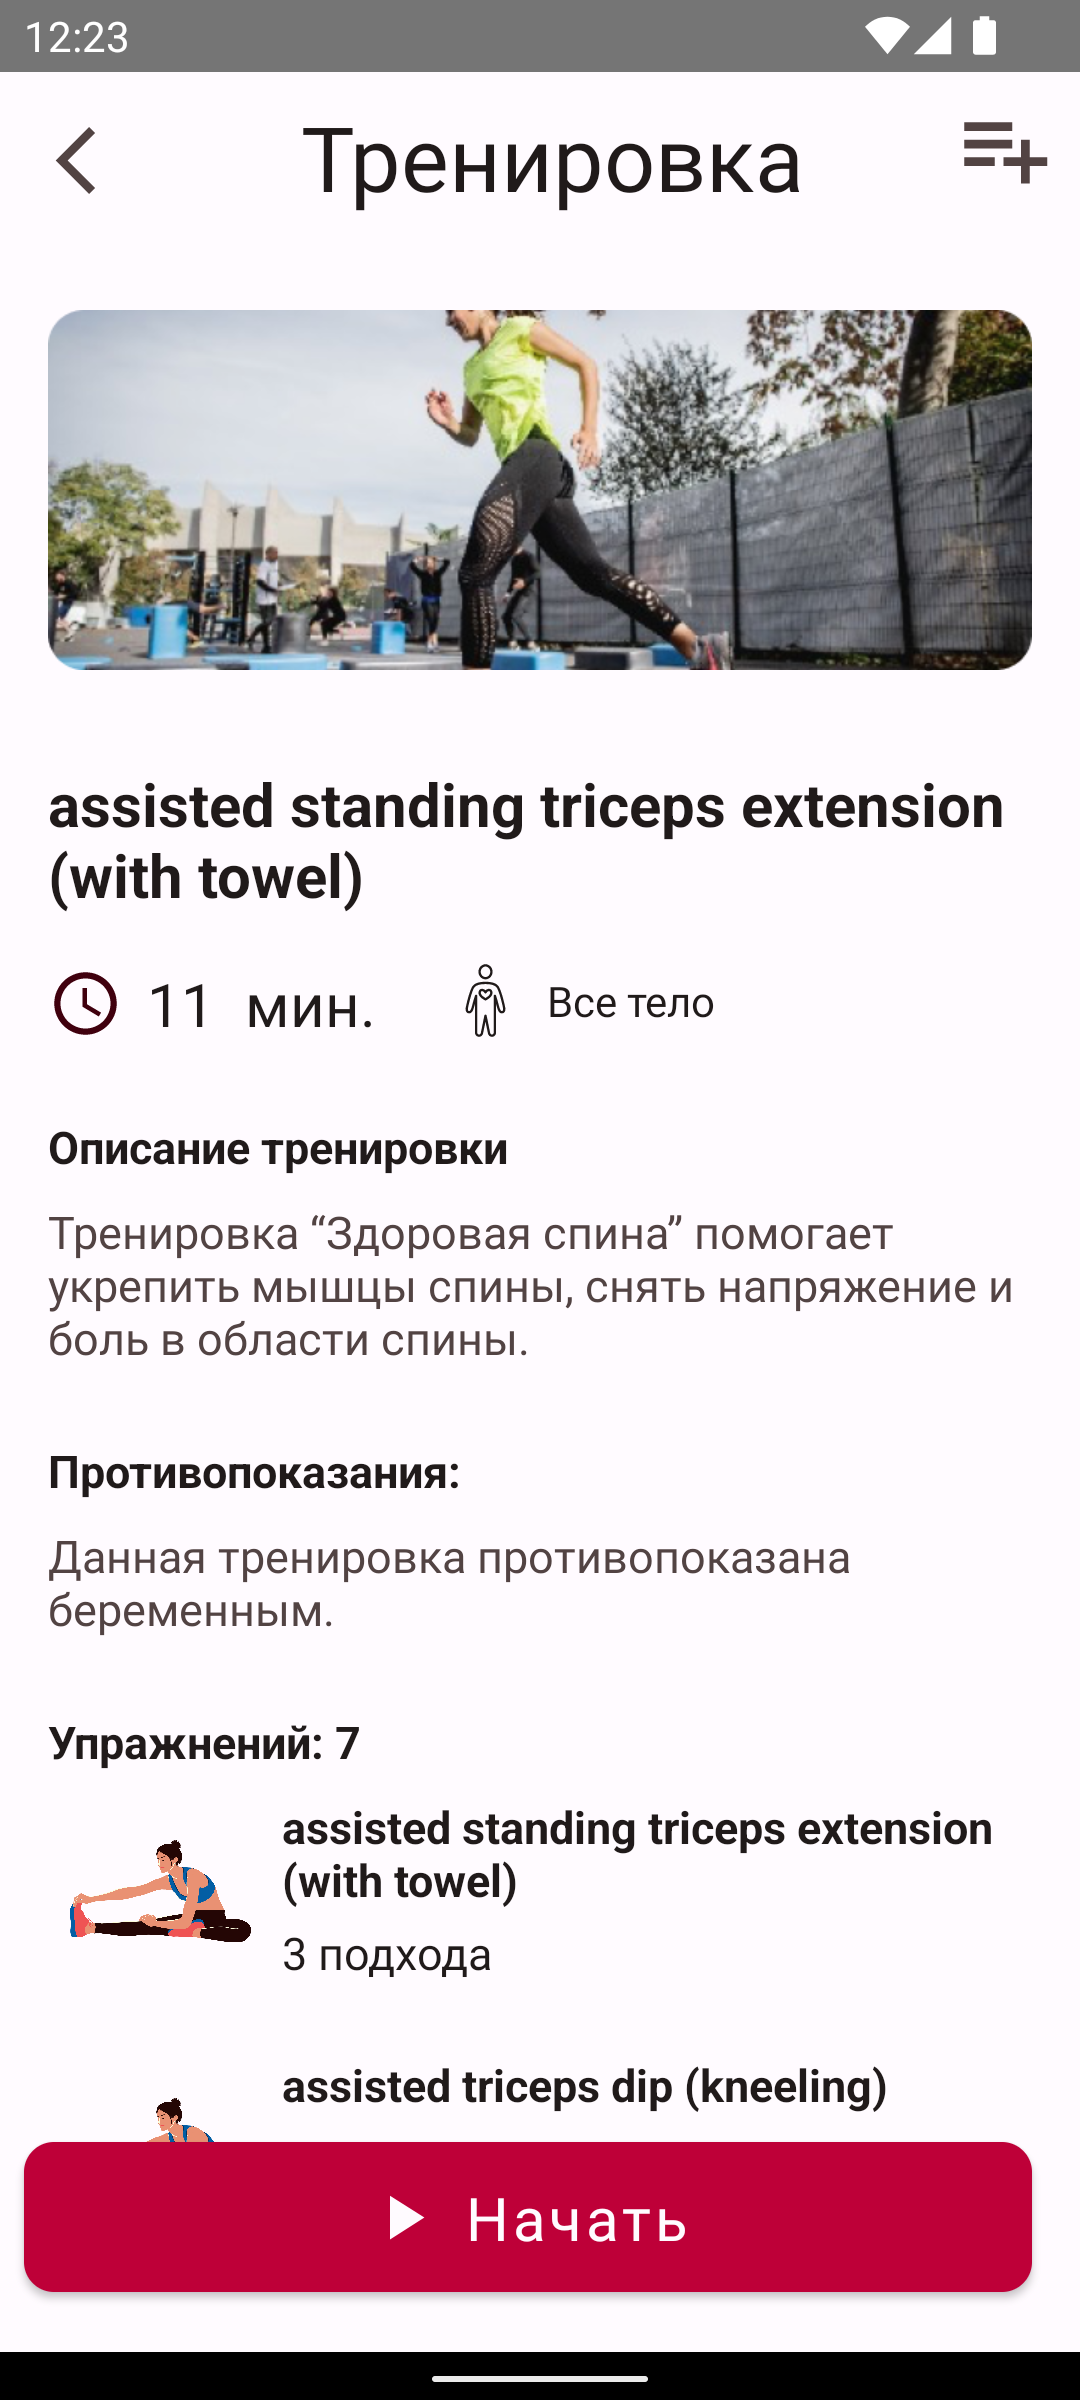 12:23
Тренировка
assisted standing triceps extension
(with towel)
11 мин.
Все тело
Описание тренировки
Тренировка “Здоровая спина” помогает
укрепить мышцы спины, снять напряжение и
боль в области спины.
Противопоказания:
Данная тренировка противопоказана
беременным.
Упражнений: 7
assisted standing triceps extension
(with towel)
3 подхода
assisted triceps dip (kneeling)
Начать